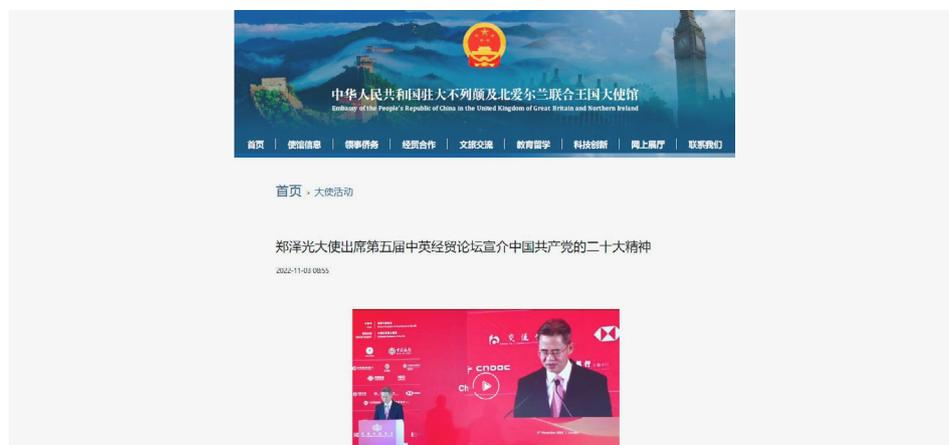 中华人民共和国驻大不列颠及北爱尔兰联合王国大使馆
Embassy of the People's Republic of China in the United Kingdom of Great Britain and Northern Ireland
首页 使馆信息 领事侨务 经贸合作 文旅交流 教育留学 科技创新 网上展厅 联系我们
首页 › 大使活动
郑泽光大使出席第五届中英经贸论坛宣介中国共产党的二十大精神
2022-11-03 08:55
交通
CNOOC
Ch